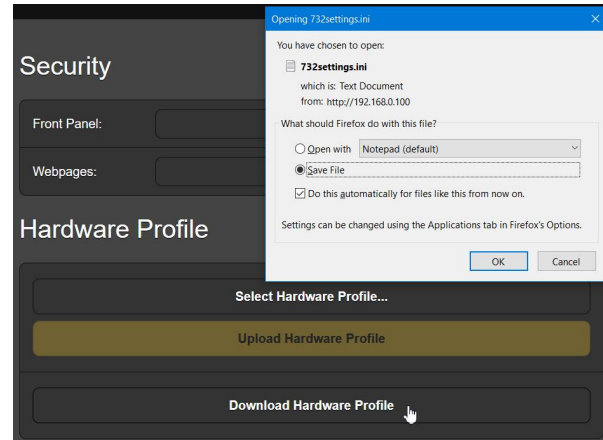 Security
Front Panel:
Webpages:
Hardware Profile
Select Hardware Profile...
Upload Hardware Profile
Download Hardware Profile
Opening 732settings.ini
You have chosen to open:
732settings.ini
which is: Text Document
from: http://192.168.0.100
What should Firefox do with this file?
Open with Notepad (default)
Save File
Do this automatically for files like this from now on.
Settings can be changed using the Applications tab in Firefox's Options.
OK Cancel